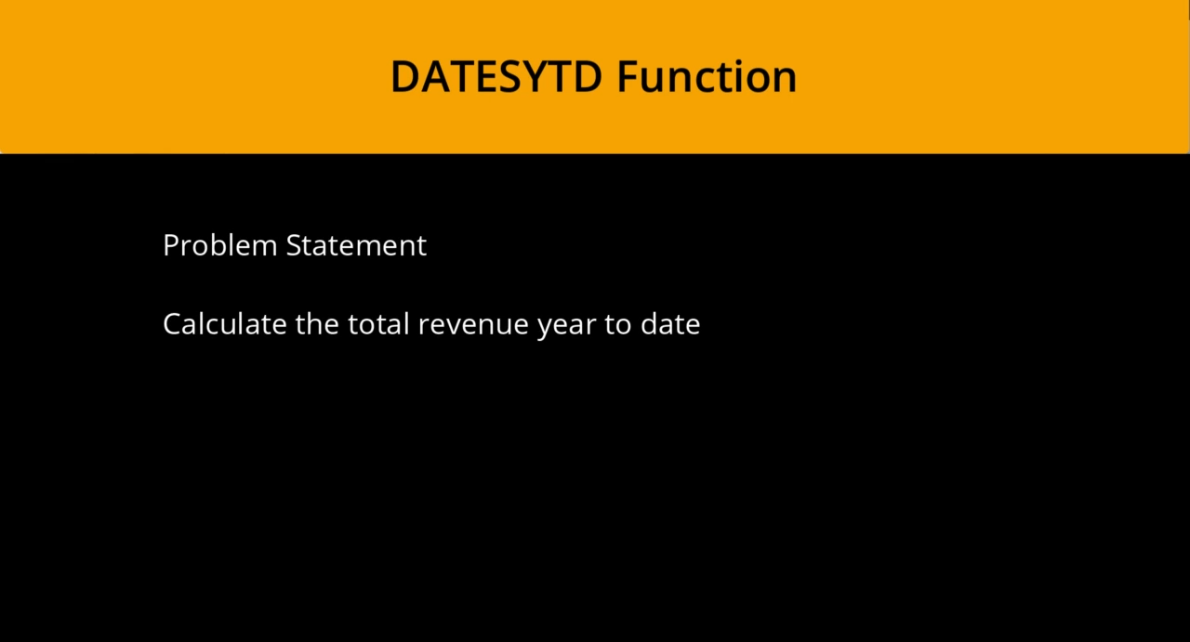 DATESYTD Function
Problem Statement
Calculate the total revenue year to date